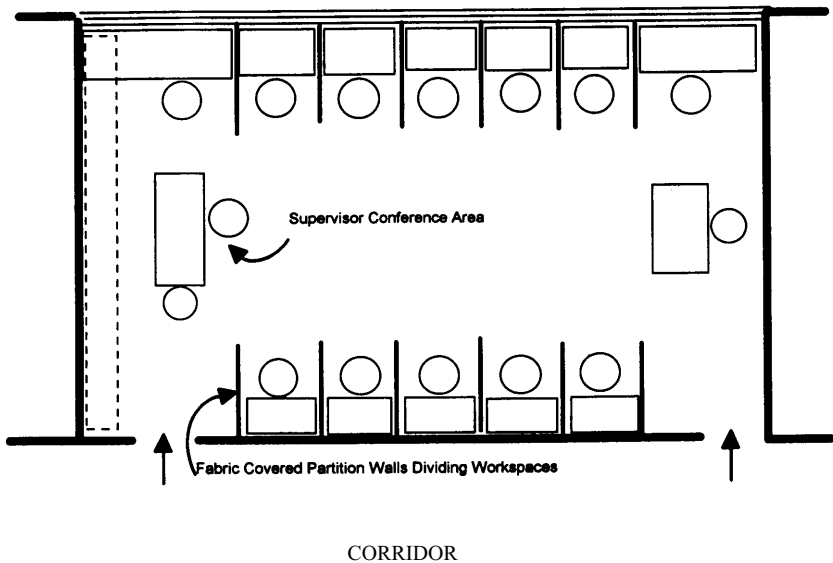 Supervisor Conference Area
Fabric Covered Partition Walls Dividing Workspaces
CORRIDOR